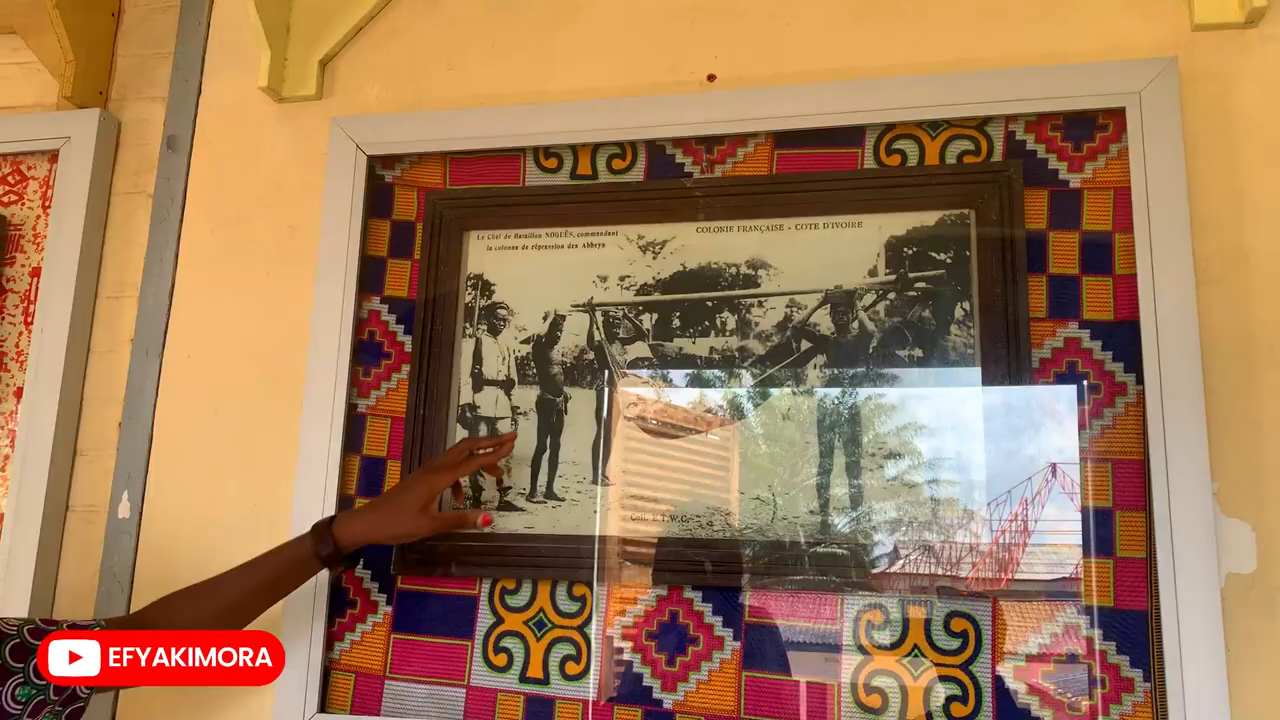 Le Chef de Bataillon NOGUÈS, commandant
la colonne de répression des Abbeys
COLONIE FRANÇAISE - COTE D'IVOIRE
Coll. E.T.W.C.
EFYAKIMORA